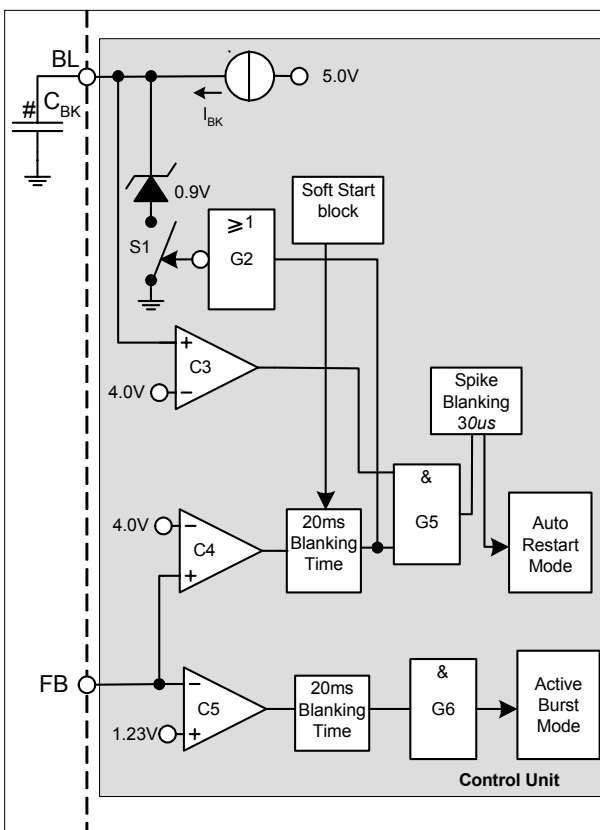 BL
5.0V
# C_BK
I_BK
0.9V
Soft Start
block
S1
≥1
G2
C3
+
−
4.0V
Spike
Blanking
30us
&
G5
4.0V
−
C4
+
20ms
Blanking
Time
Auto
Restart
Mode
FB
−
C5
+
1.23V
20ms
Blanking
Time
&
G6
Active
Burst
Mode
Control Unit